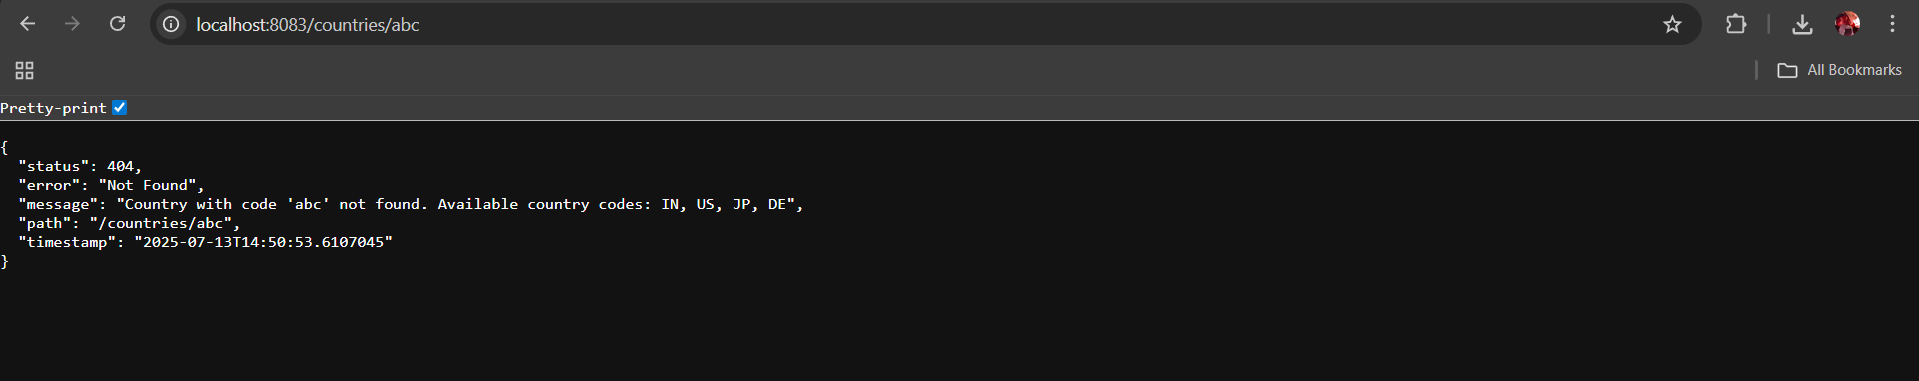 localhost:8083/countries/abc
All Bookmarks
Pretty-print
{
  "status": 404,
  "error": "Not Found",
  "message": "Country with code 'abc' not found. Available country codes: IN, US, JP, DE",
  "path": "/countries/abc",
  "timestamp": "2025-07-13T14:50:53.6107045"
}